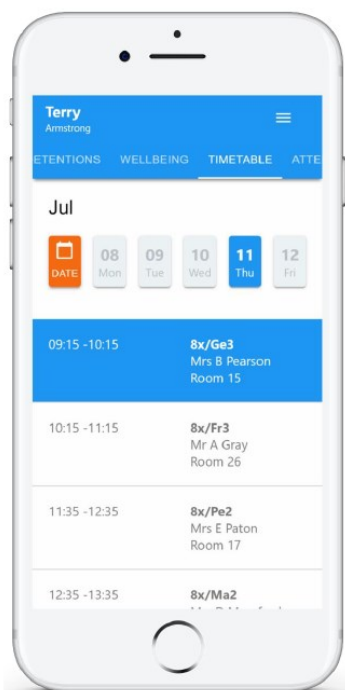 Terry
Armstrong
ETENTIONS WELLBEING TIMETABLE ATTE
Jul
DATE 08 Mon 09 Tue 10 Wed 11 Thu 12 Fri
09:15 -10:15 8x/Ge3
Mrs B Pearson
Room 15
10:15 -11:15 8x/Fr3
Mr A Gray
Room 26
11:35 -12:35 8x/Pe2
Mrs E Paton
Room 17
12:35 -13:35 8x/Ma2